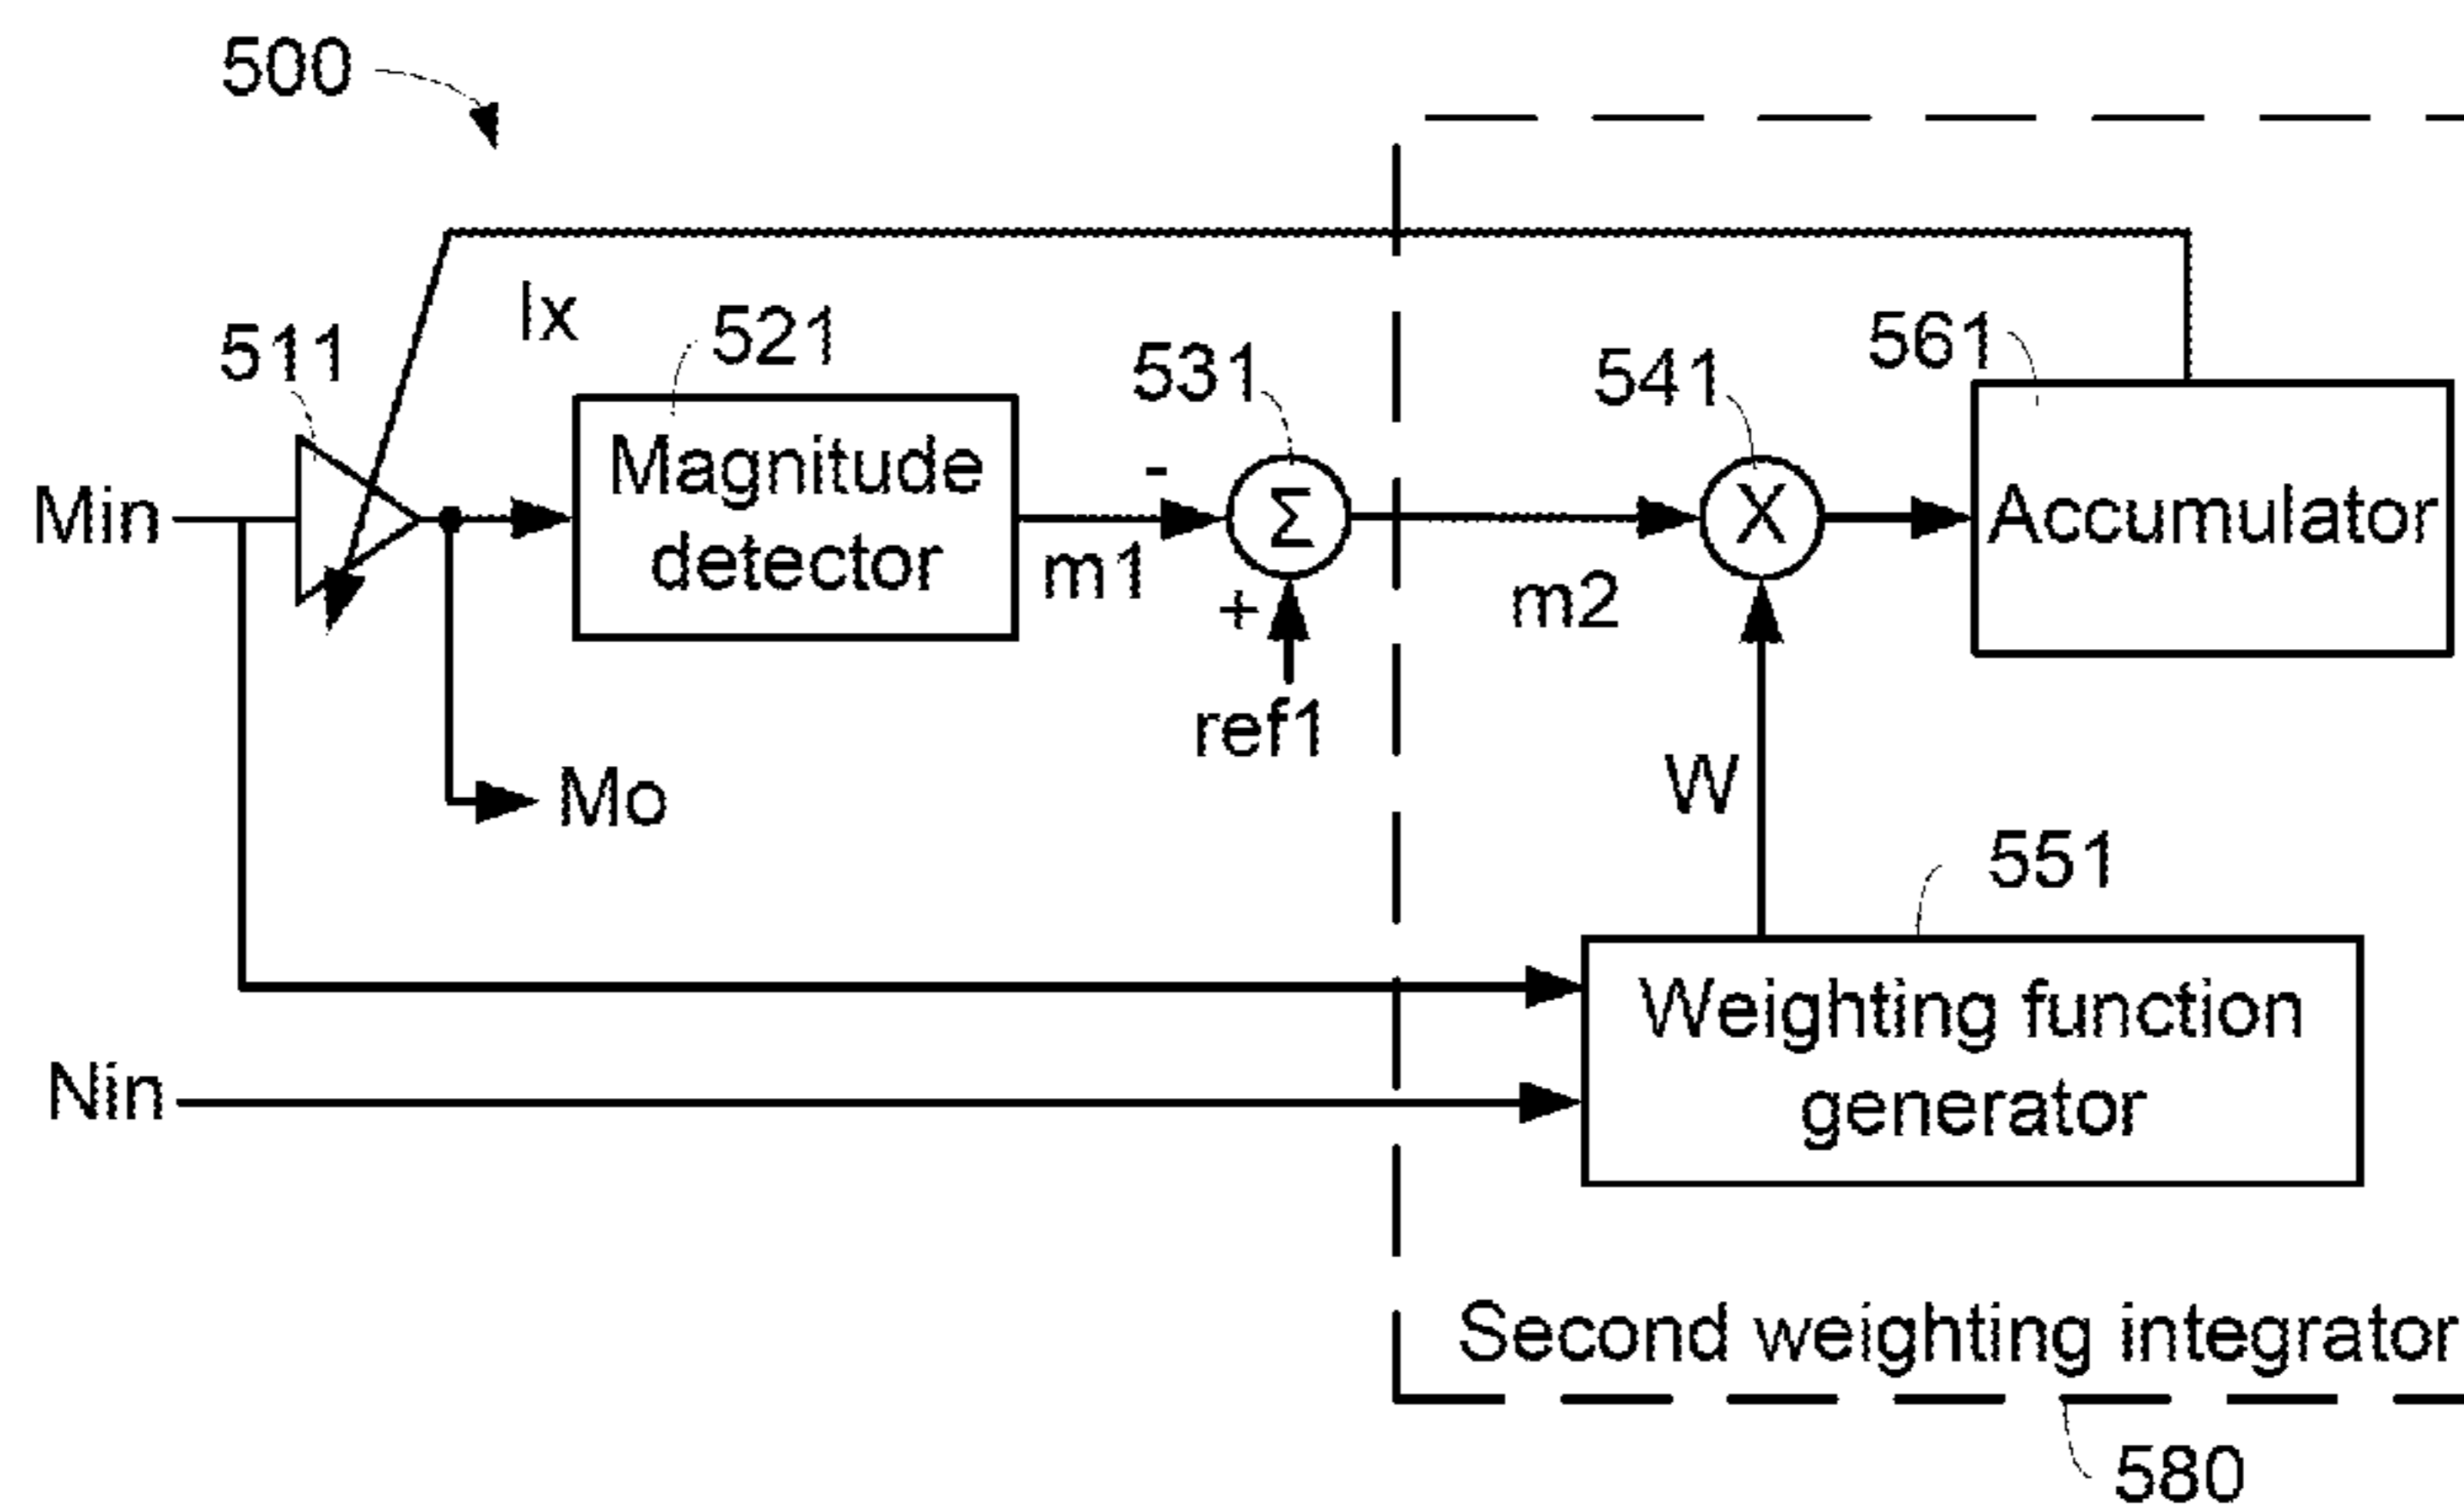 500
Ix
511
521
531
541
561
Min
Magnitude
detector
-
Σ
X
Accumulator
m1
+
m2
ref1
Mo
W
551
Weighting function
generator
Nin
Second weighting integrator
580